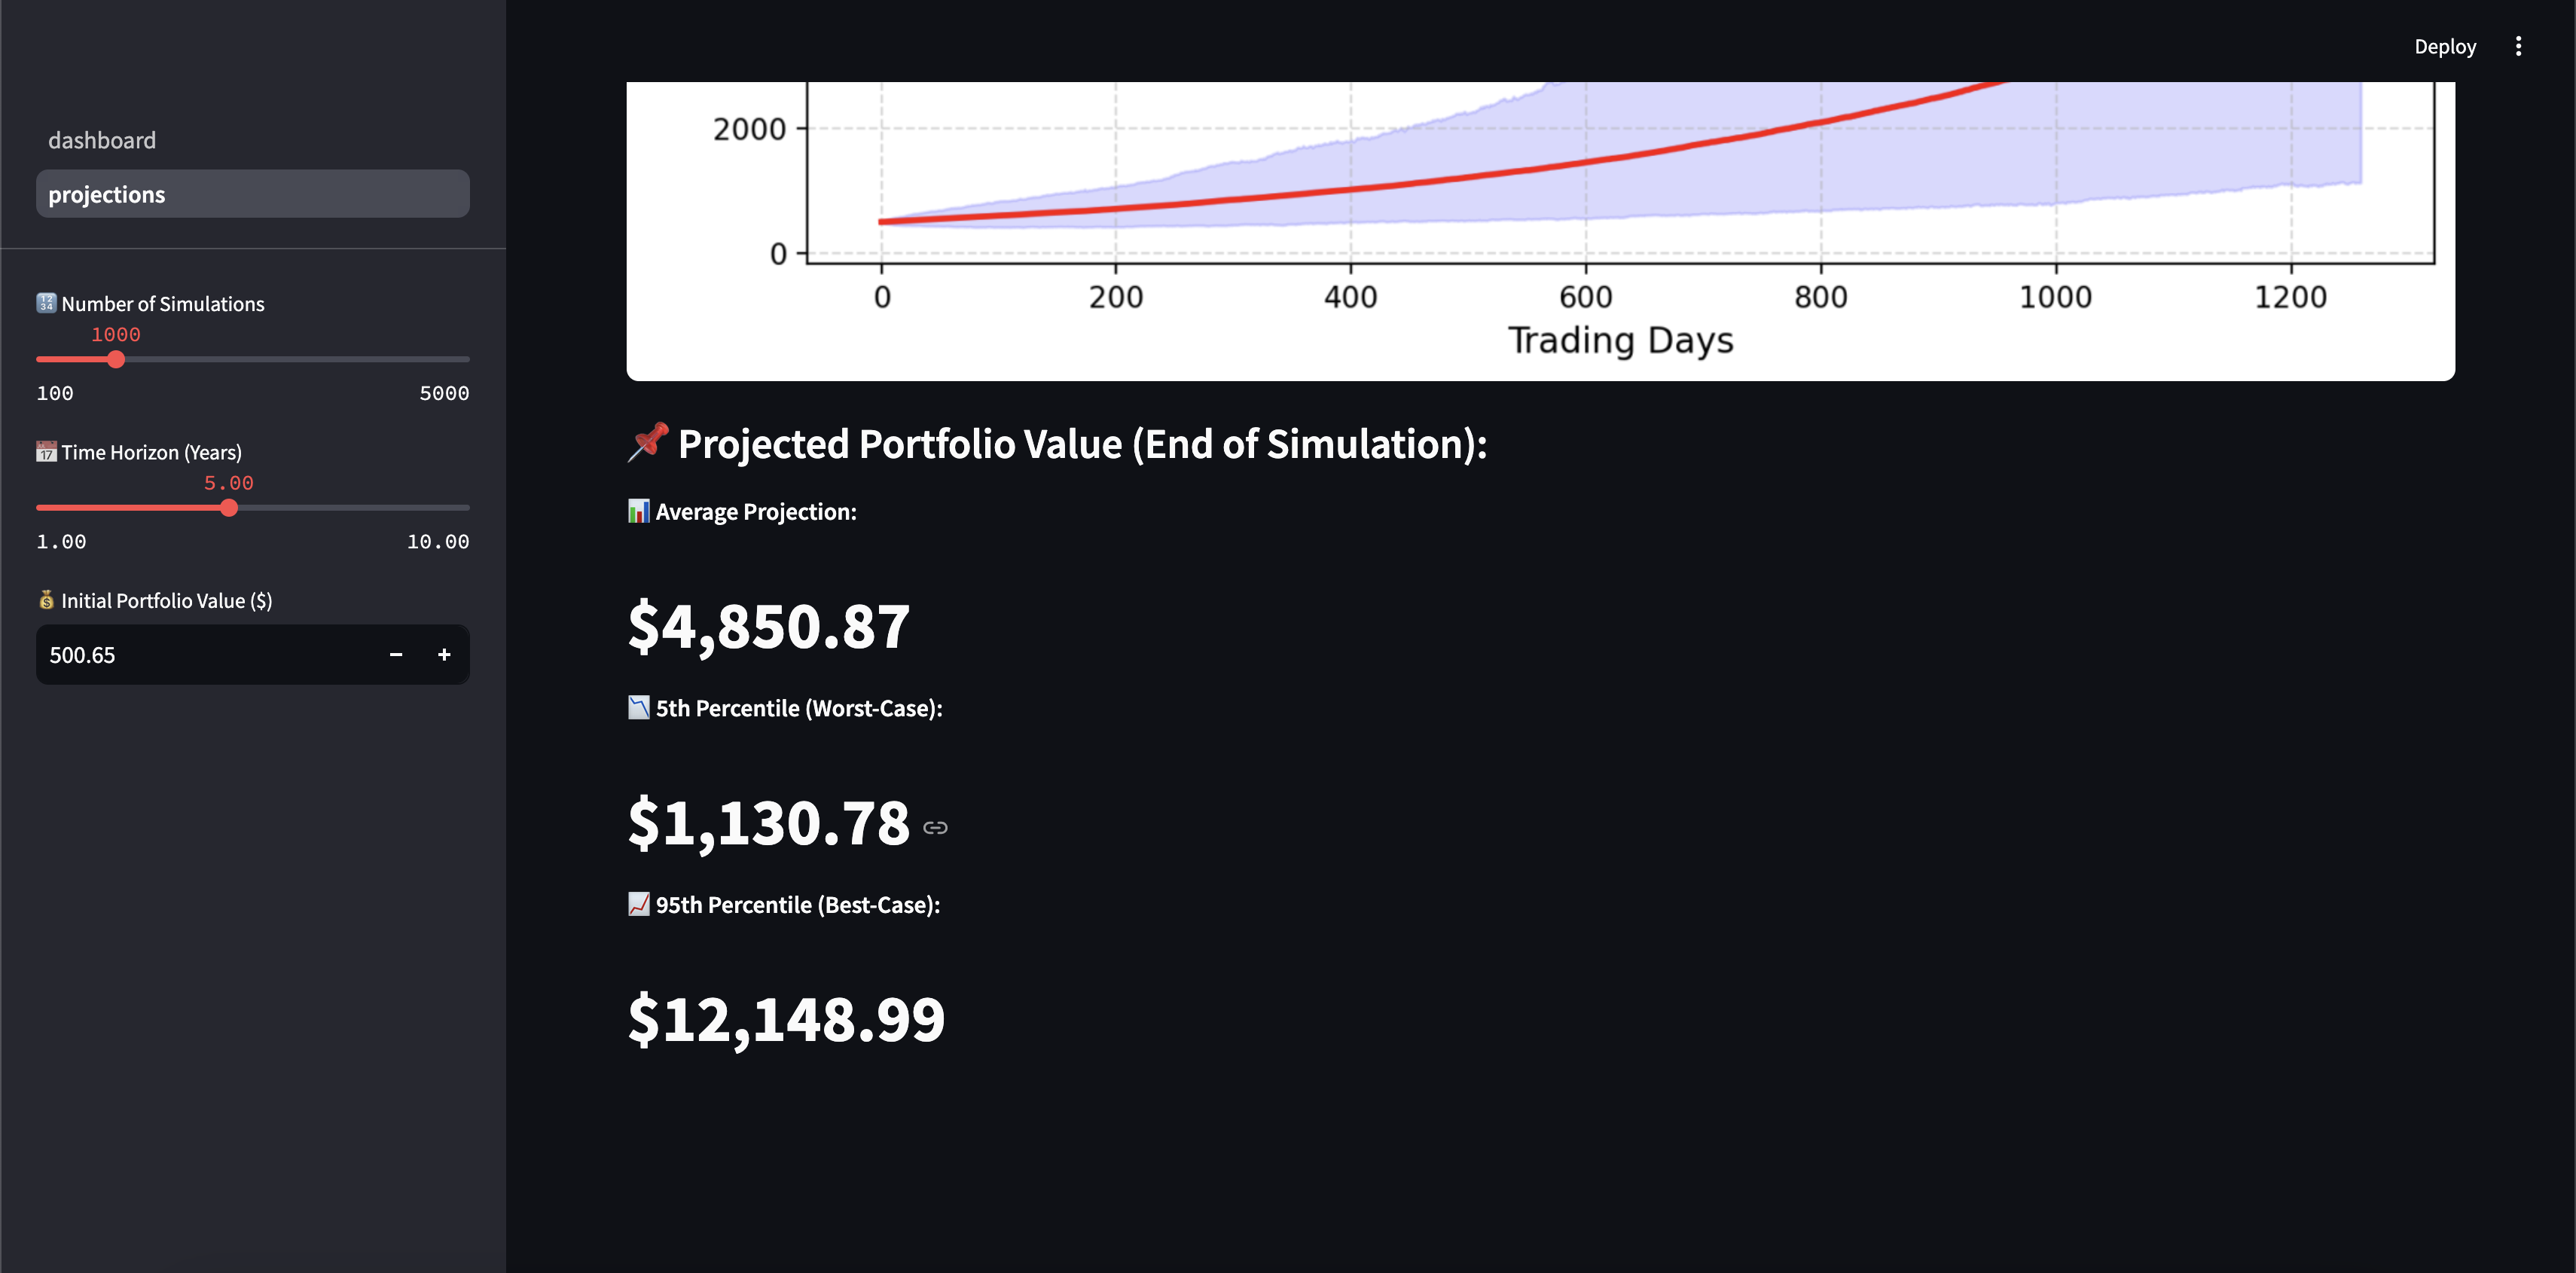 Deploy
dashboard
projections
Number of Simulations
1000
100 5000
Time Horizon (Years)
5.00
1.00 10.00
Initial Portfolio Value ($)
500.65 − +
2000
0
0 200 400 600 800 1000 1200
Trading Days
Projected Portfolio Value (End of Simulation):
Average Projection:
$4,850.87
5th Percentile (Worst-Case):
$1,130.78
95th Percentile (Best-Case):
$12,148.99